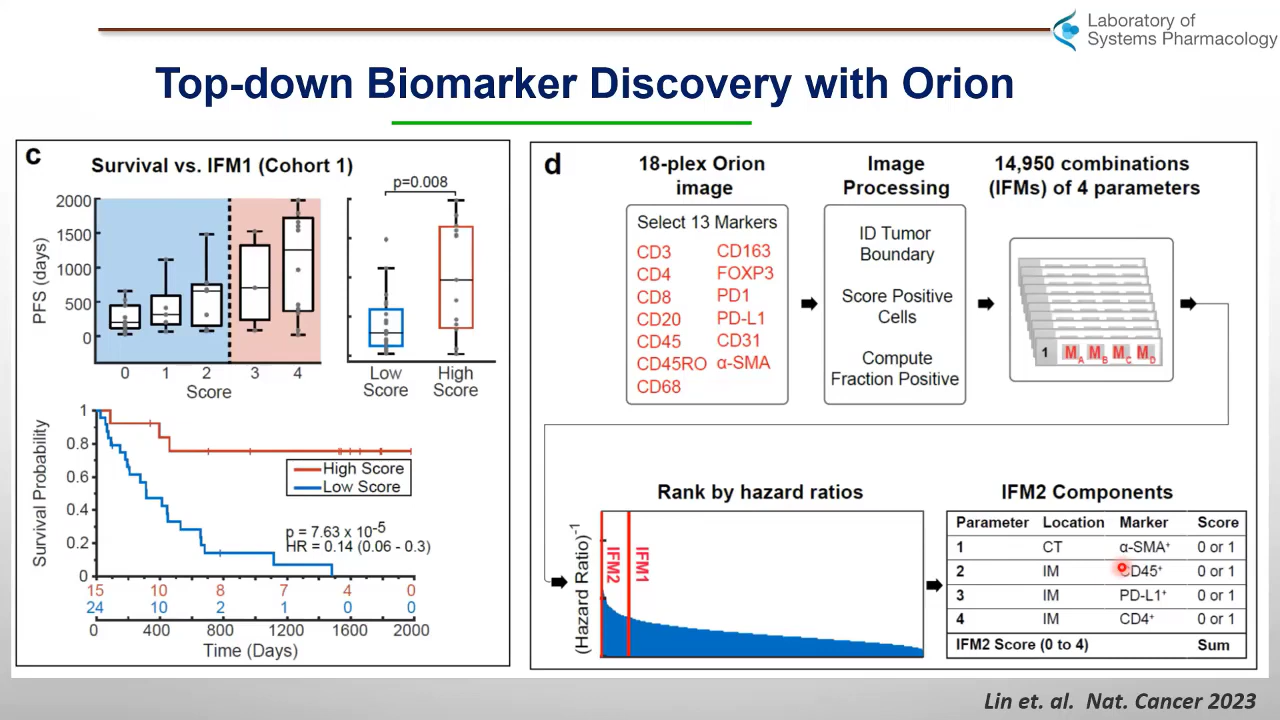 Laboratory of
Systems Pharmacology
Top-down Biomarker Discovery with Orion
c
Survival vs. IFM1 (Cohort 1)
PFS (days)
2000
1500
1000
500
0
0 1 2 3 4
Score
p=0.008
Low Score
High Score
Survival Probability
1
0.8
0.6
0.4
0.2
0
High Score
Low Score
p = 7.63 x 10-5
HR = 0.14 (0.06 - 0.3)
15 10 8 7 4 0
24 10 2 1 0 0
0 400 800 1200 1600 2000
Time (Days)
d
18-plex Orion
image
Select 13 Markers
CD3 CD163
CD4 FOXP3
CD8 PD1
CD20 PD-L1
CD45 CD31
CD45RO α-SMA
CD68
Image
Processing
ID Tumor
Boundary
Score Positive
Cells
Compute
Fraction Positive
14,950 combinations
(IFMs) of 4 parameters
1 MA MB MC MD
Rank by hazard ratios
(Hazard Ratio)-1
IFM2
IFM1
IFM2 Components
Parameter Location Marker Score
1 CT α-SMA+ 0 or 1
2 IM CD45+ 0 or 1
3 IM PD-L1+ 0 or 1
4 IM CD4+ 0 or 1
IFM2 Score (0 to 4) Sum
Lin et. al. Nat. Cancer 2023